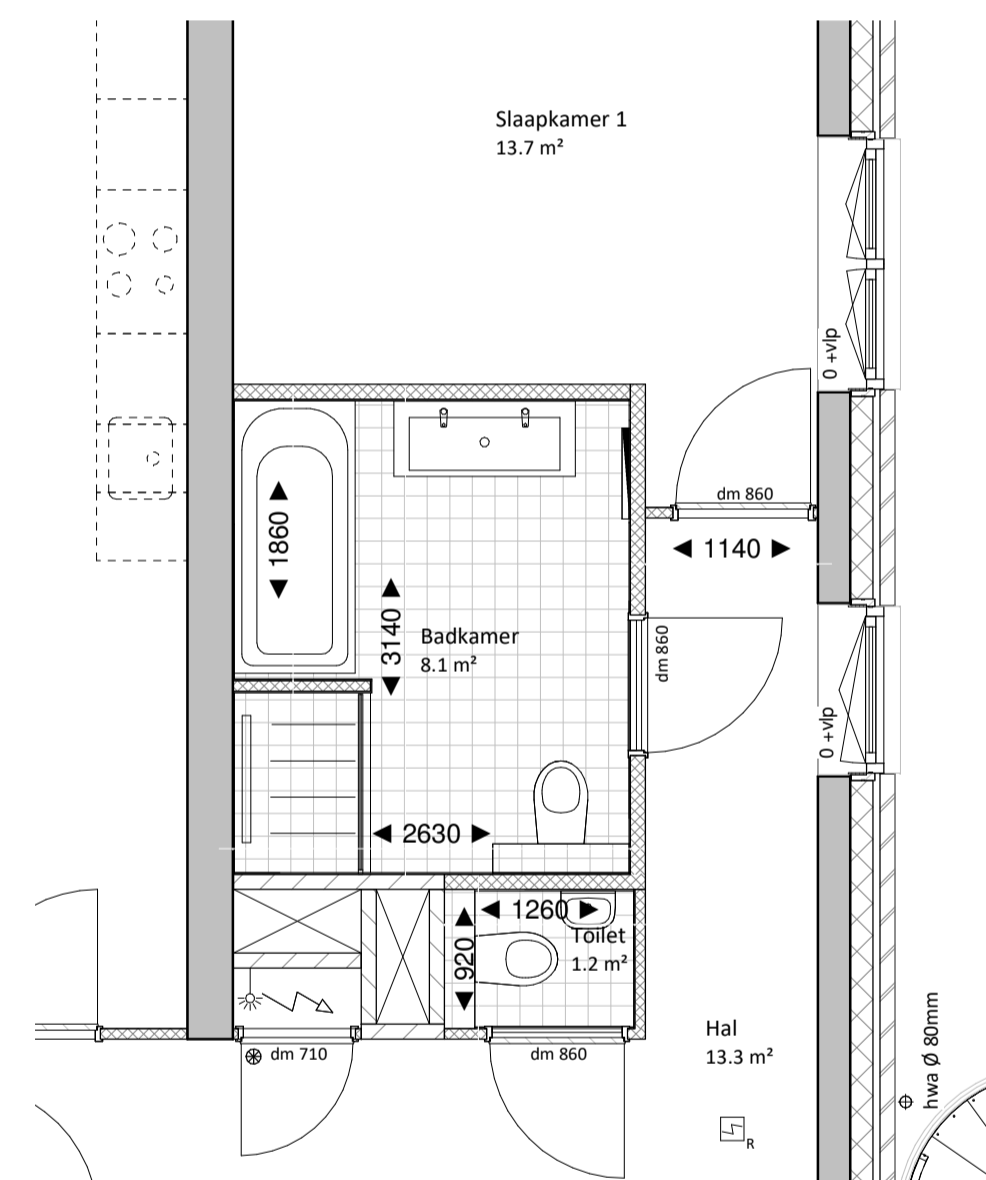 Slaapkamer 1
13.7 m²
0 +vlp
dm 860
◄ 1140 ►
◄ 1860 ►
◄ 3140 ►
Badkamer
8.1 m²
dm 860
0 +vlp
◄ 2630 ►
◄ 1260 ►
◄ 920 ►
Toilet
1.2 m²
dm 710
dm 860
Hal
13.3 m²
hwa Ø 80mm
R